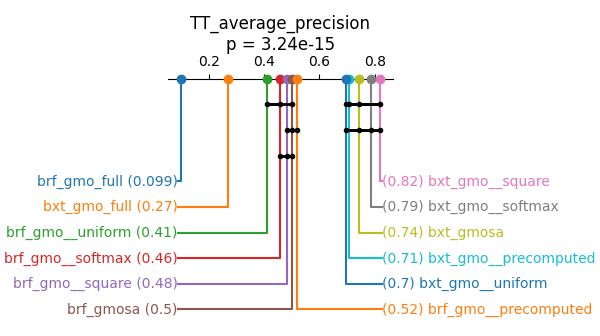 TT_average_precision
p = 3.24e-15
0.2 0.4 0.6 0.8
brf_gmo_full (0.099) (0.82) bxt_gmo__square
bxt_gmo_full (0.27) (0.79) bxt_gmo__softmax
brf_gmo__uniform (0.41) (0.74) bxt_gmosa
brf_gmo__softmax (0.46) (0.71) bxt_gmo__precomputed
brf_gmo__square (0.48) (0.7) bxt_gmo__uniform
brf_gmosa (0.5) (0.52) brf_gmo__precomputed